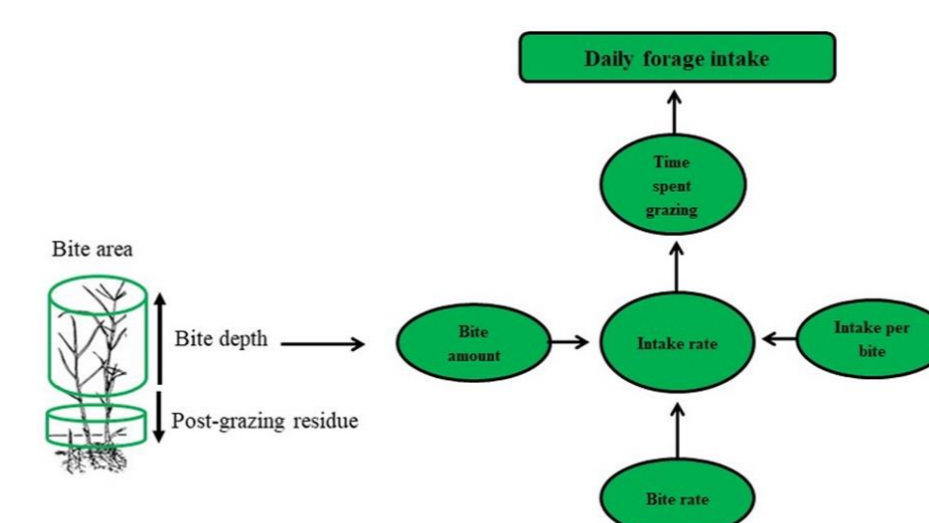 Daily forage intake
Time
spent
grazing
Bite area
Bite depth
Bite
amount
Intake rate
Intake per
bite
Post-grazing residue
Bite rate